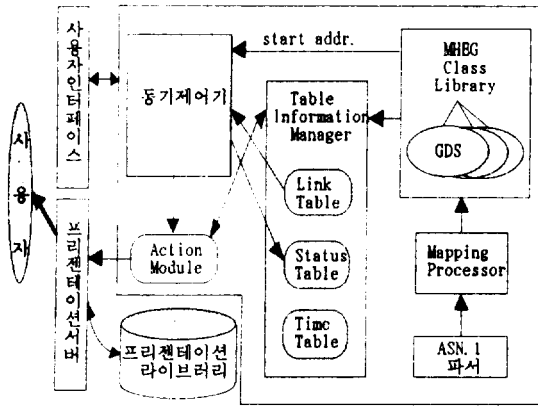 사용자
사용자인터페이스
프리젠테이션서버
동기제어기
start addr.
MHEG
Class
Library
GDS
Table
Information
Manager
Link
Table
Status
Table
Time
Table
Action
Module
프리젠테이션
라이브러리
Mapping
Processor
ASN.1
파서